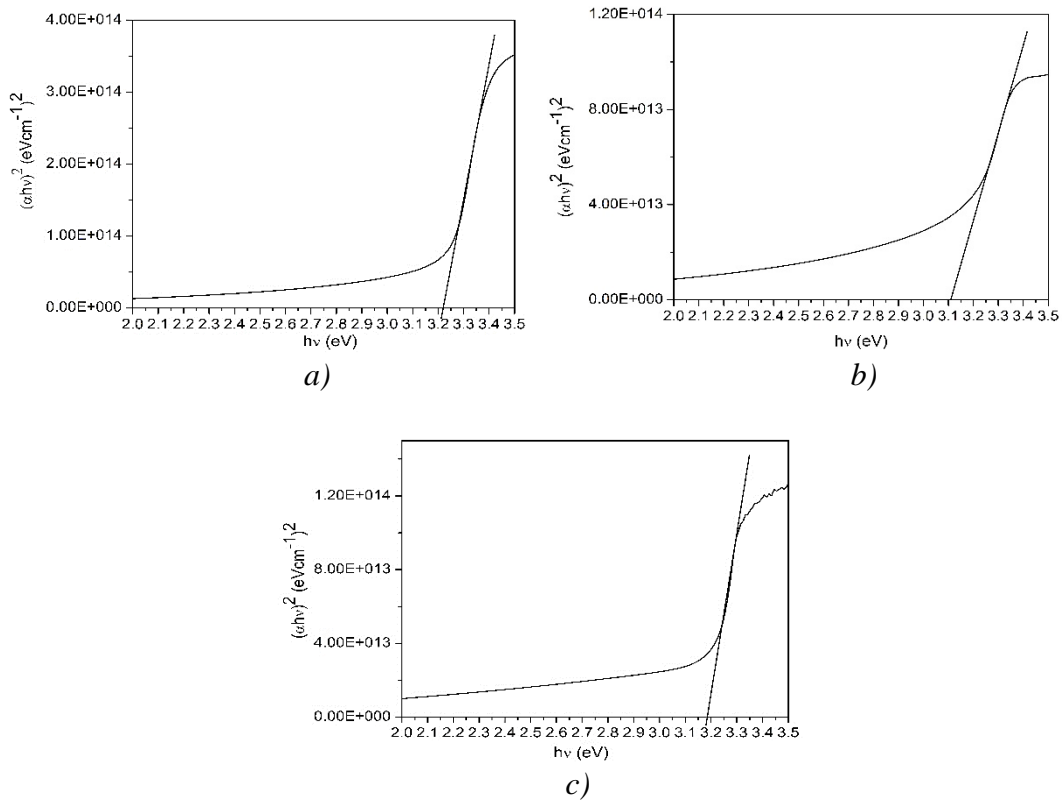 4.00E+014
3.00E+014
2.00E+014
1.00E+014
0.00E+000
(αhν)² (eVcm⁻¹)²
2.0 2.1 2.2 2.3 2.4 2.5 2.6 2.7 2.8 2.9 3.0 3.1 3.2 3.3 3.4 3.5
hν (eV)
a)
1.20E+014
8.00E+013
4.00E+013
0.00E+000
(αhν)² (eVcm⁻¹)²
2.0 2.1 2.2 2.3 2.4 2.5 2.6 2.7 2.8 2.9 3.0 3.1 3.2 3.3 3.4 3.5
hν (eV)
b)
1.20E+014
8.00E+013
4.00E+013
0.00E+000
(αhν)² (eVcm⁻¹)²
2.0 2.1 2.2 2.3 2.4 2.5 2.6 2.7 2.8 2.9 3.0 3.1 3.2 3.3 3.4 3.5
hν (eV)
c)